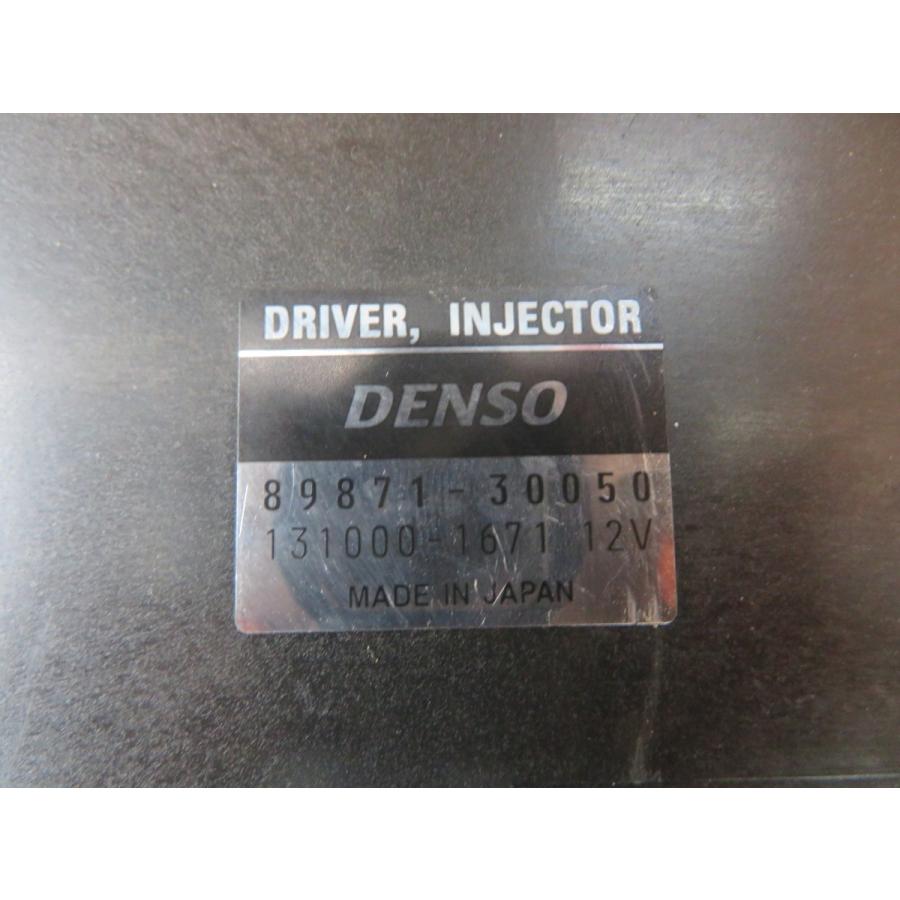 DRIVER, INJECTOR
DENSO
89871-30050
131000-1671 12V
MADE IN JAPAN